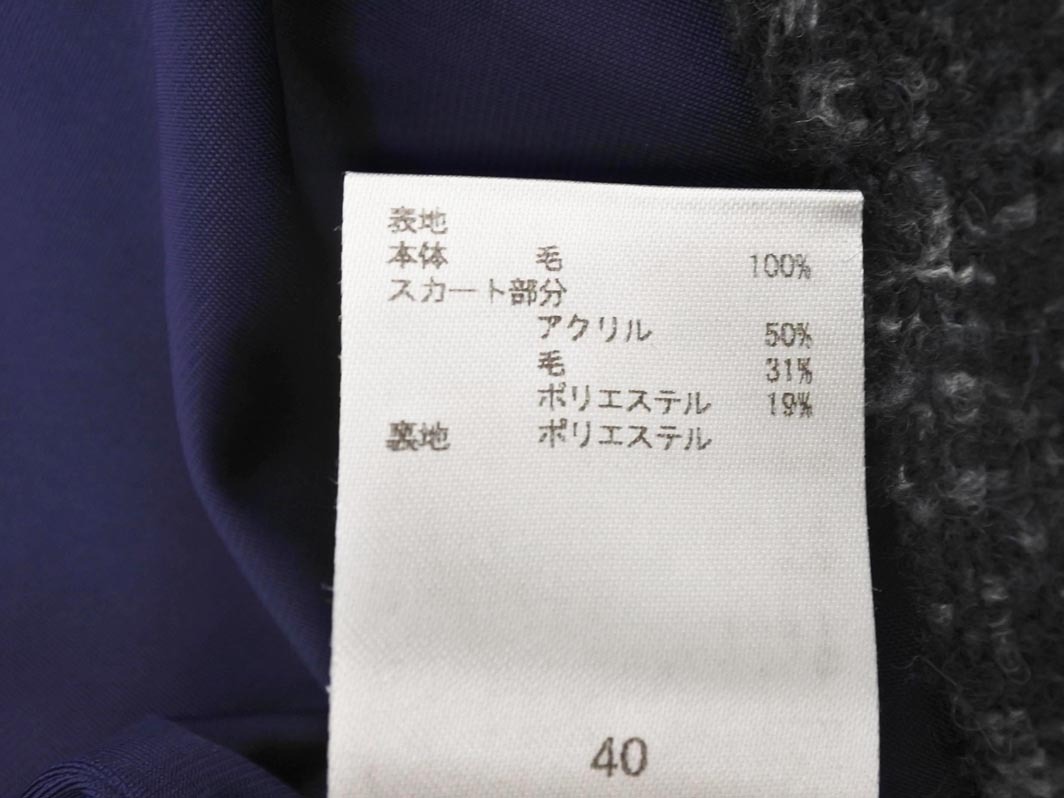 表地
本体 毛 100%
スカート部分
アクリル 50%
毛 31%
ポリエステル 19%
裏地 ポリエステル
40